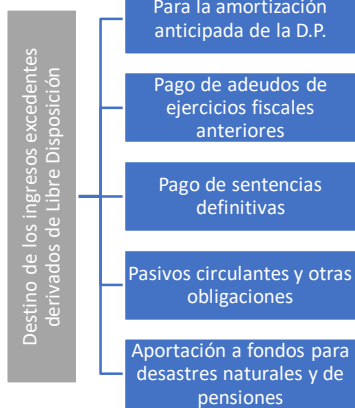 Destino de los ingresos excedentes
derivados de Libre Disposición
Para la amortización
anticipada de la D.P.
Pago de adeudos de
ejercicios fiscales
anteriores
Pago de sentencias
definitivas
Pasivos circulantes y otras
obligaciones
Aportación a fondos para
desastres naturales y de
pensiones